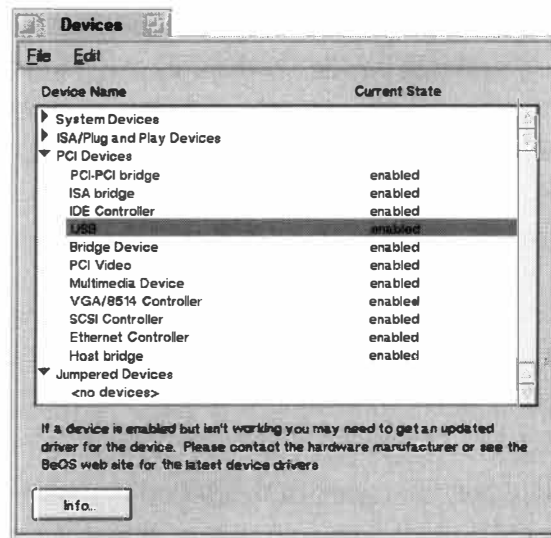 Devices
File Edit
Device Name Current State
System Devices
ISA/Plug and Play Devices
PCI Devices
PCI-PCI bridge enabled
ISA bridge enabled
IDE Controller enabled
USB enabled
Bridge Device enabled
PCI Video enabled
Multimedia Device enabled
VGA/8514 Controller enabled
SCSI Controller enabled
Ethernet Controller enabled
Host bridge enabled
Jumpered Devices
<no devices>
If a device is enabled but isn't working you may need to get an updated
driver for the device. Please contact the hardware manufacturer or see the
BeOS web site for the latest device drivers
Info...